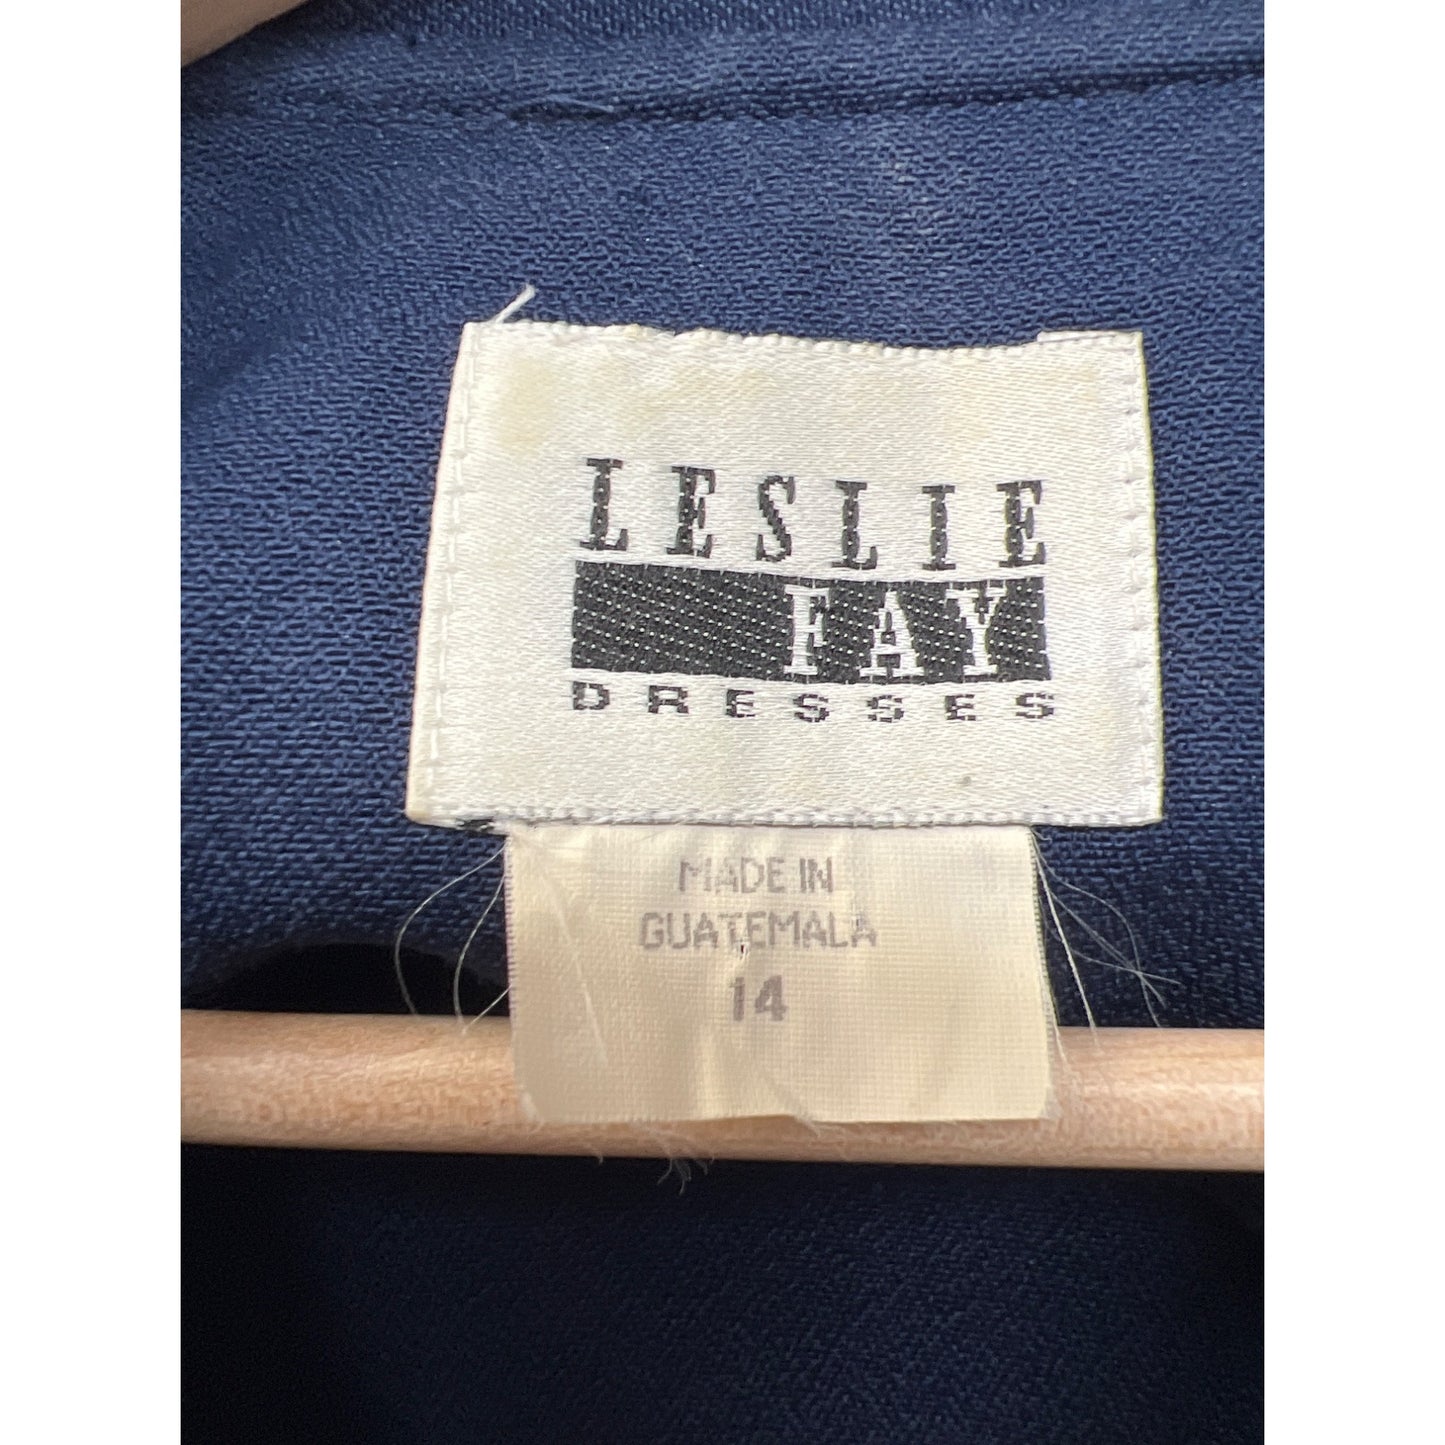 LESLIE
FAY
DRESSES
MADE IN
GUATEMALA
14